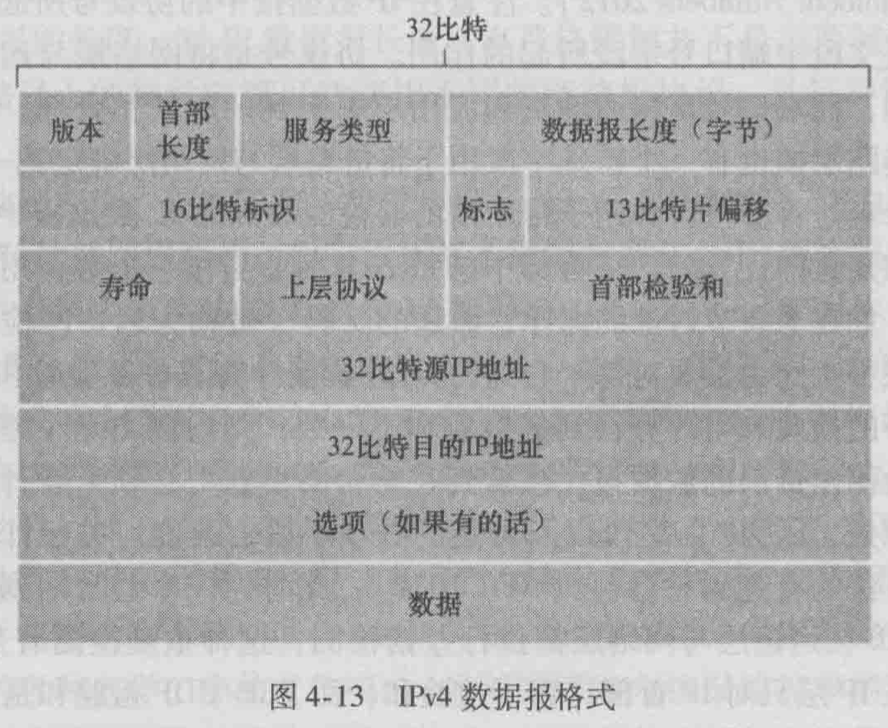 32比特
版本
首部
长度
服务类型
数据报长度（字节）
16比特标识
标志
13比特片偏移
寿命
上层协议
首部检验和
32比特源IP地址
32比特目的IP地址
选项（如果有的话）
数据
图 4-13 IPv4 数据报格式